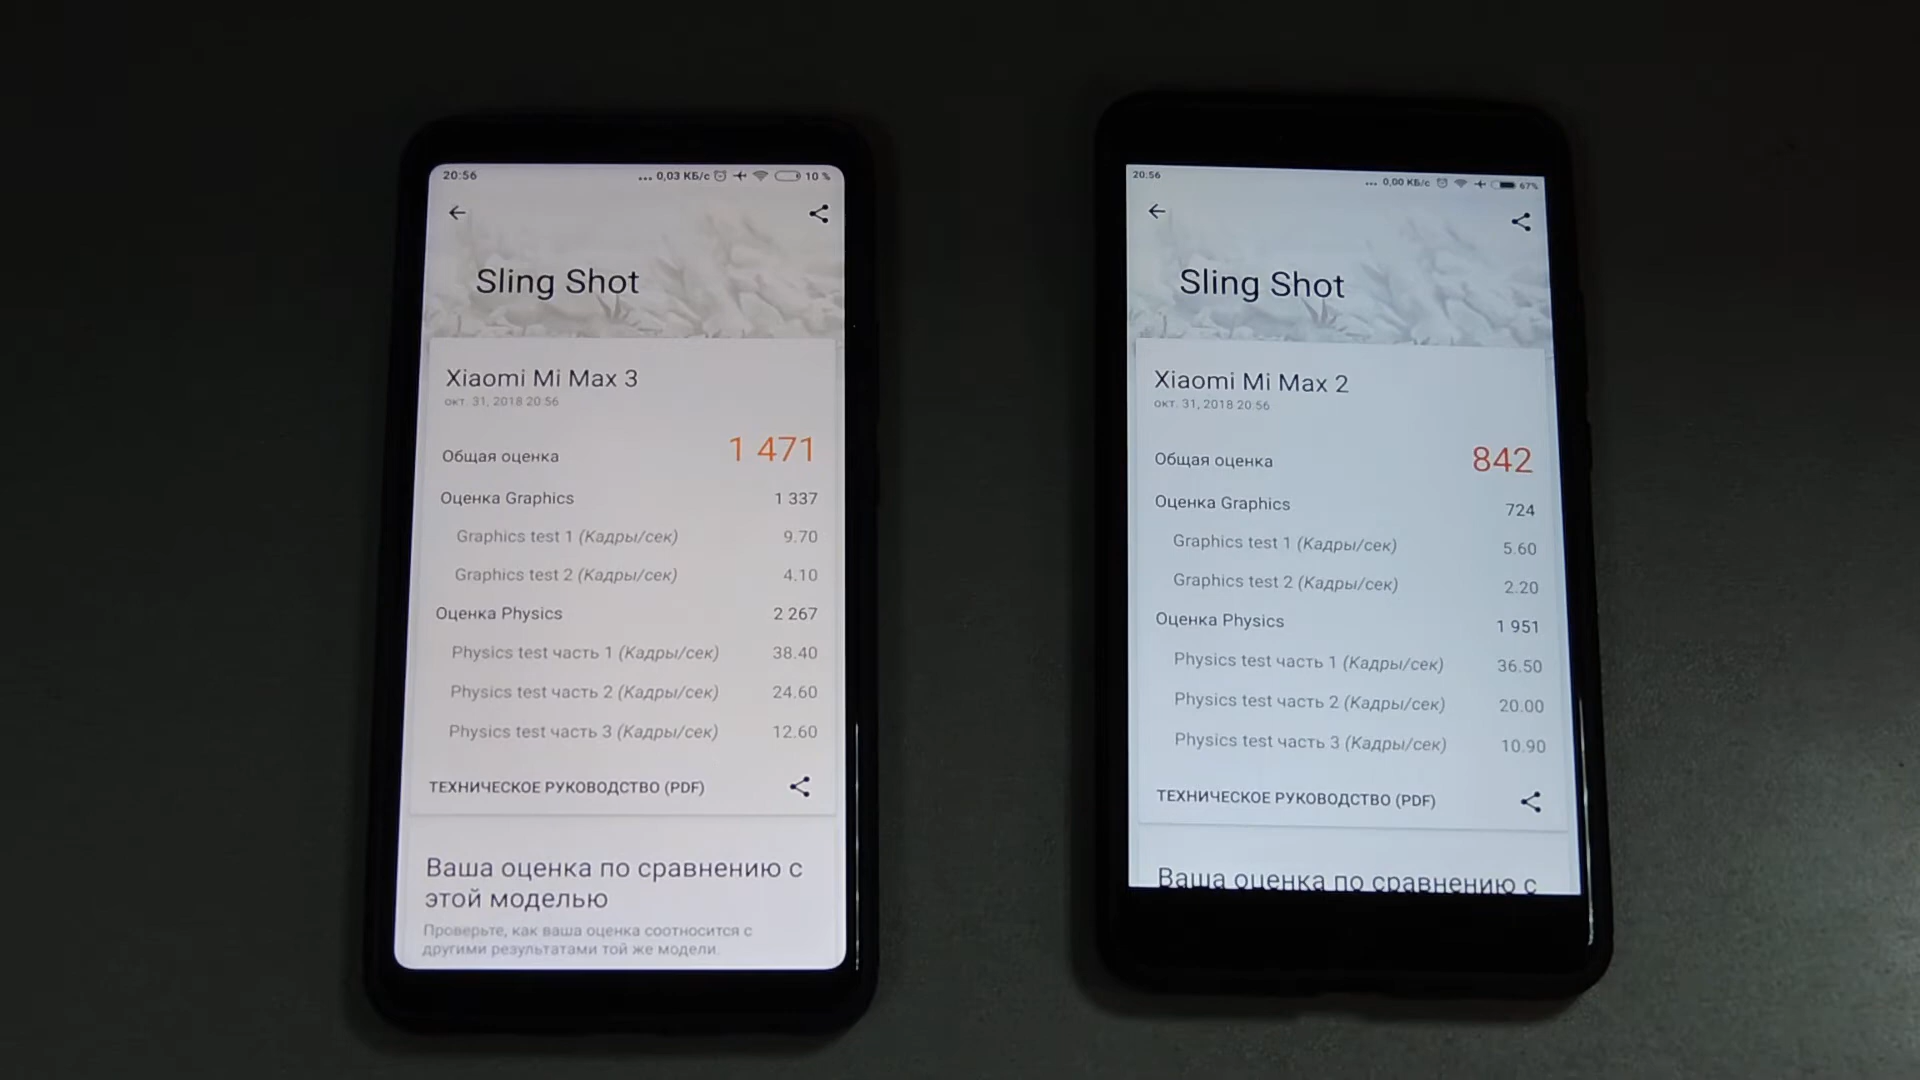 20:56
... 0,03 КБ/с 10 %
Sling Shot
Xiaomi Mi Max 3
окт. 31, 2018 20:56
Общая оценка 1 471
Оценка Graphics 1 337
Graphics test 1 (Кадры/сек) 9.70
Graphics test 2 (Кадры/сек) 4.10
Оценка Physics 2 267
Physics test часть 1 (Кадры/сек) 38.40
Physics test часть 2 (Кадры/сек) 24.60
Physics test часть 3 (Кадры/сек) 12.60
ТЕХНИЧЕСКОЕ РУКОВОДСТВО (PDF)
Ваша оценка по сравнению с
этой моделью
Проверьте, как ваша оценка соотносится с
другими результатами той же модели.
20:56
... 0,00 КБ/с 67%
Sling Shot
Xiaomi Mi Max 2
окт. 31, 2018 20:56
Общая оценка 842
Оценка Graphics 724
Graphics test 1 (Кадры/сек) 5.60
Graphics test 2 (Кадры/сек) 2.20
Оценка Physics 1 951
Physics test часть 1 (Кадры/сек) 36.50
Physics test часть 2 (Кадры/сек) 20.00
Physics test часть 3 (Кадры/сек) 10.90
ТЕХНИЧЕСКОЕ РУКОВОДСТВО (PDF)
Ваша оценка по сравнению с